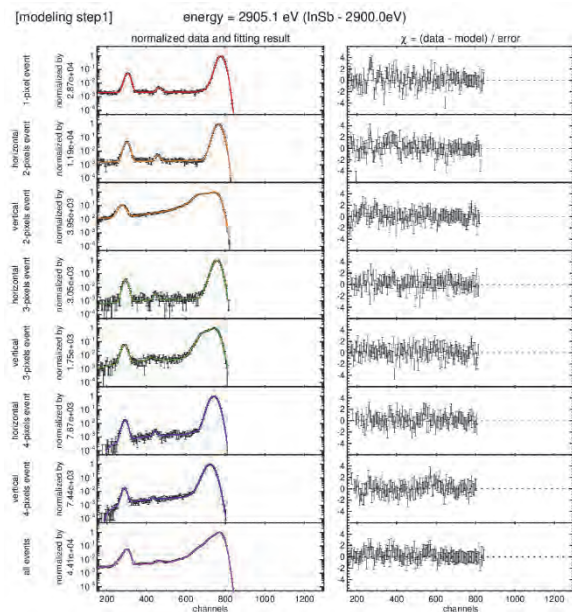 [modeling step1] energy = 2905.1 eV (InSb - 2900.0eV)
normalized data and fitting result
χ = (data - model) / error
1-pixel event
normalized by
2.87e+04
horizontal
2-pixels event
normalized by
1.19e+04
vertical
2-pixels event
normalized by
3.95e+03
horizontal
3-pixels event
normalized by
3.05e+03
vertical
3-pixels event
normalized by
1.75e+03
horizontal
4-pixels event
normalized by
7.87e+03
vertical
4-pixels event
normalized by
7.44e+03
all events
normalized by
4.41e+04
200 400 600 800 1000 1200
channels
200 400 600 800 1000 1200
channels